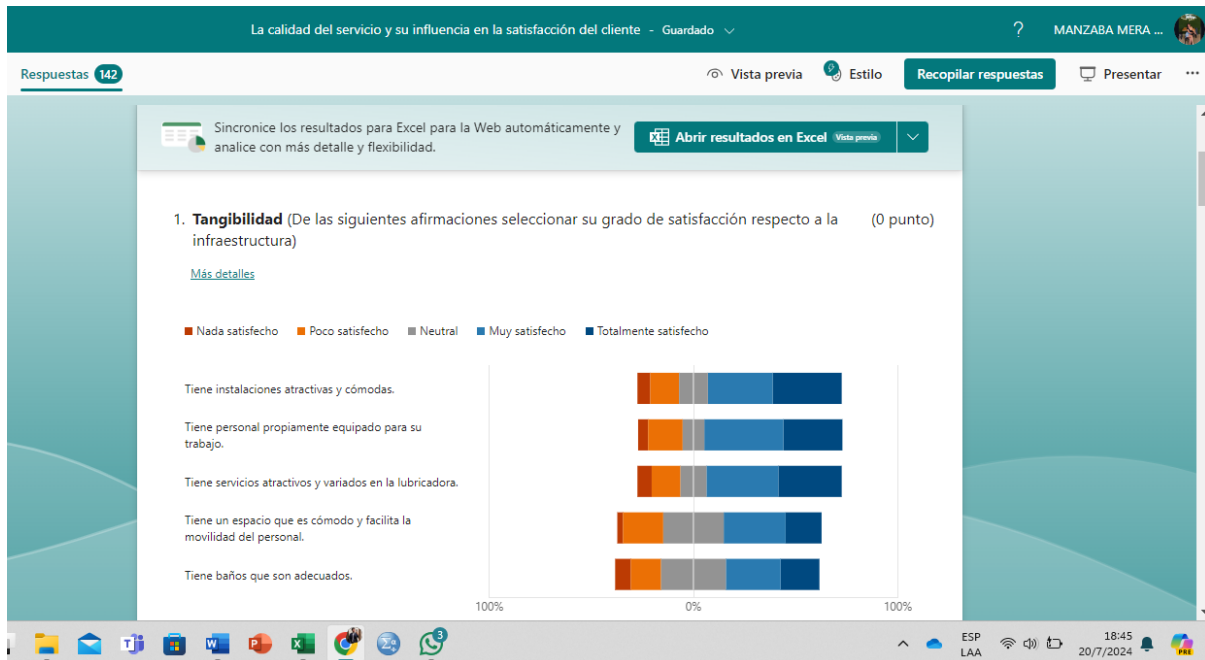 La calidad del servicio y su influencia en la satisfacción del cliente - Guardado
? MANZABA MERA ...
Respuestas 142
Vista previa
Estilo
Recopilar respuestas
Presentar
...
Sincronice los resultados para Excel para la Web automáticamente y
analice con más detalle y flexibilidad.
Abrir resultados en Excel Vista previa
1. Tangibilidad (De las siguientes afirmaciones seleccionar su grado de satisfacción respecto a la (0 punto)
infraestructura)
Más detalles
Nada satisfecho Poco satisfecho Neutral Muy satisfecho Totalmente satisfecho
Tiene instalaciones atractivas y cómodas.
Tiene personal propiamente equipado para su
trabajo.
Tiene servicios atractivos y variados en la lubricadora.
Tiene un espacio que es cómodo y facilita la
movilidad del personal.
Tiene baños que son adecuados.
100% 0% 100%
3
ESP
LAA
18:45
20/7/2024
PRE